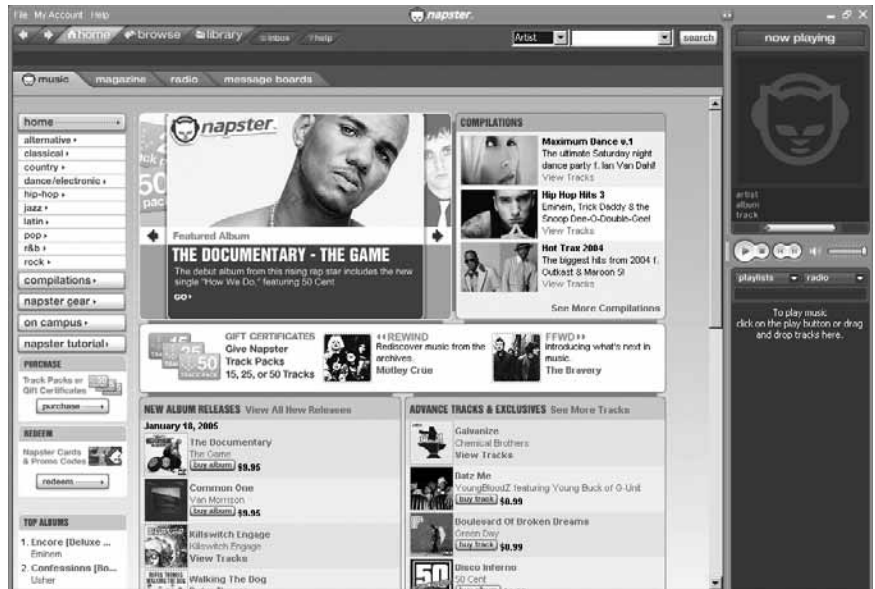 File My Account Help
napster.
home browse library inbox help
Artist search
music magazine radio message boards
home
alternative
classical
country
dance/electronic
hip-hop
jazz
latin
pop
r&b
rock
compilations
napster gear
on campus
napster tutorial
PURCHASE
Track Packs or
Gift Certificates
purchase
REDEEM
Napster Cards
& Promo Codes
redeem
TOP ALBUMS
1. Encore [Deluxe ...
Eminem
2. Confessions [Bo...
Usher
napster.
Featured Album
THE DOCUMENTARY - THE GAME
The debut album from this rising rap star includes the new
single "How We Do," featuring 50 Cent
GO
COMPILATIONS
Maximum Dance v.1
The ultimate Saturday night
dance party f. Ian Van Dahl
View Tracks
Hip Hop Hits 3
Eminem, Trick Daddy & the
Snoop Dee-O-Double-Gee!
View Tracks
Hot Trax 2004
The biggest hits from 2004 f.
Outkast & Maroon 5!
View Tracks
See More Compilations
GIFT CERTIFICATES
Give Napster
Track Packs
15, 25, or 50 Tracks
REWIND
Rediscover music from the
archives.
Mötley Crüe
FFWD
Introducing what's next in
music.
The Bravery
NEW ALBUM RELEASES View All New Releases
January 18, 2005
The Documentary
The Game
buy album $9.95
Common One
Van Morrison
buy album $9.95
Killswitch Engage
Killswitch Engage
View Tracks
Walking The Dog
ADVANCE TRACKS & EXCLUSIVES See More Tracks
Galvanize
Chemical Brothers
View Tracks
Datz Me
YoungBloodZ featuring Young Buck of G-Unit
buy track $0.99
Boulevard Of Broken Dreams
Green Day
buy track $0.99
Disco Inferno
50 Cent
now playing
artist
album
track
playlists radio
To play music
click on the play button or drag
and drop tracks here.